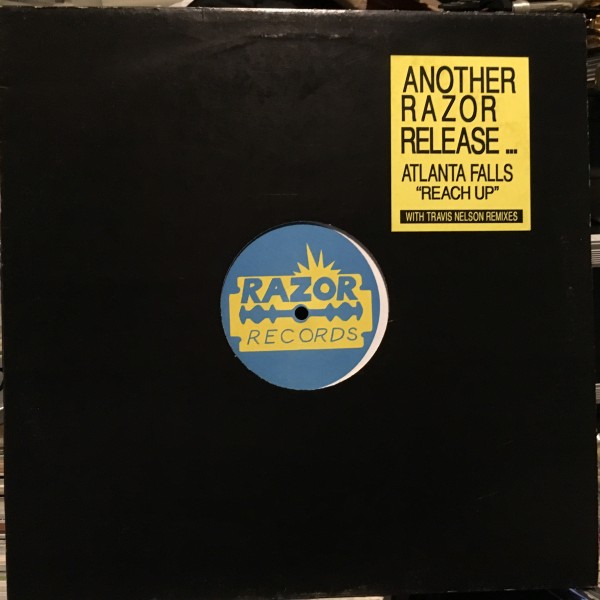 ANOTHER
RAZOR
RELEASE ...
ATLANTA FALLS
"REACH UP"
WITH TRAVIS NELSON REMIXES
RAZOR
RECORDS